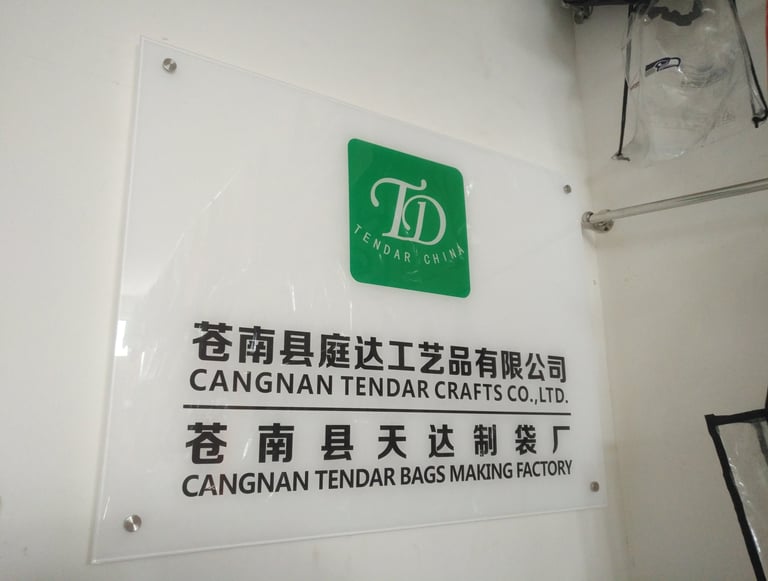 TD
TENDAR CHINA
苍南县庭达工艺品有限公司
CANGNAN TENDAR CRAFTS CO.,LTD.
苍南县天达制袋厂
CANGNAN TENDAR BAGS MAKING FACTORY